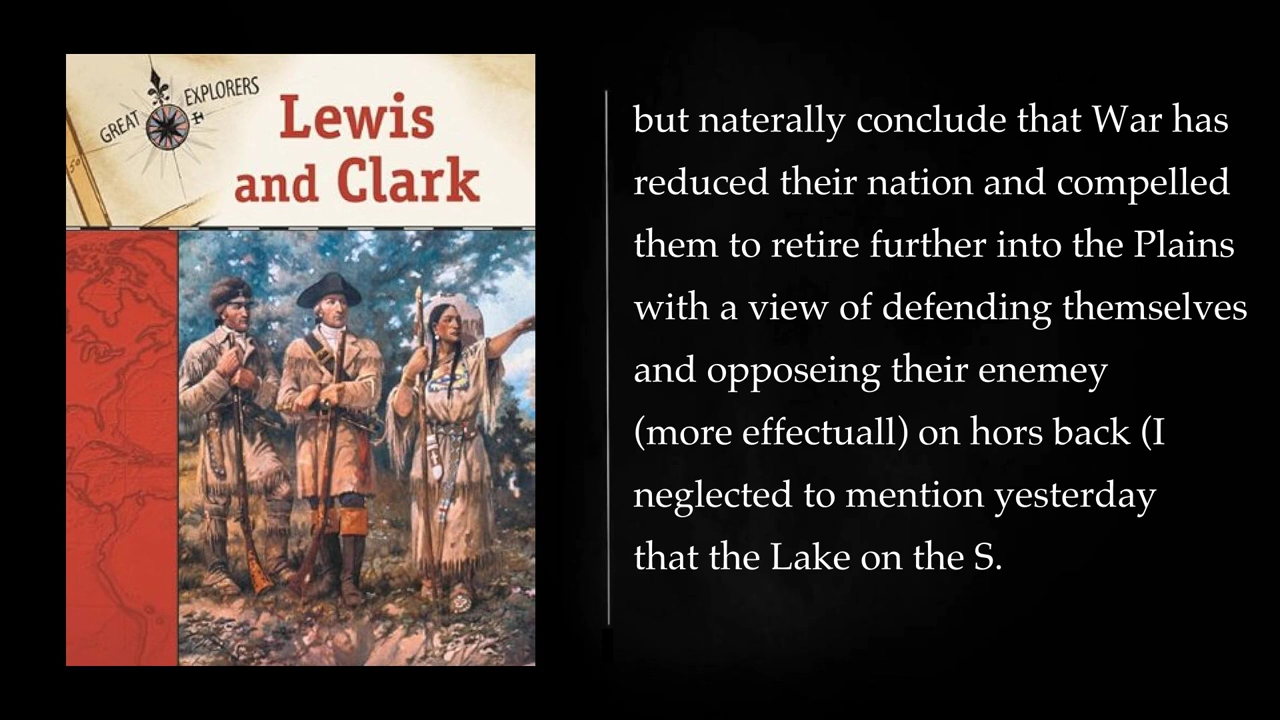 GREAT EXPLORERS
Lewis
and Clark
but naterally conclude that War has
reduced their nation and compelled
them to retire further into the Plains
with a view of defending themselves
and opposeing their enemey
(more effectuall) on hors back (I
neglected to mention yesterday
that the Lake on the S.